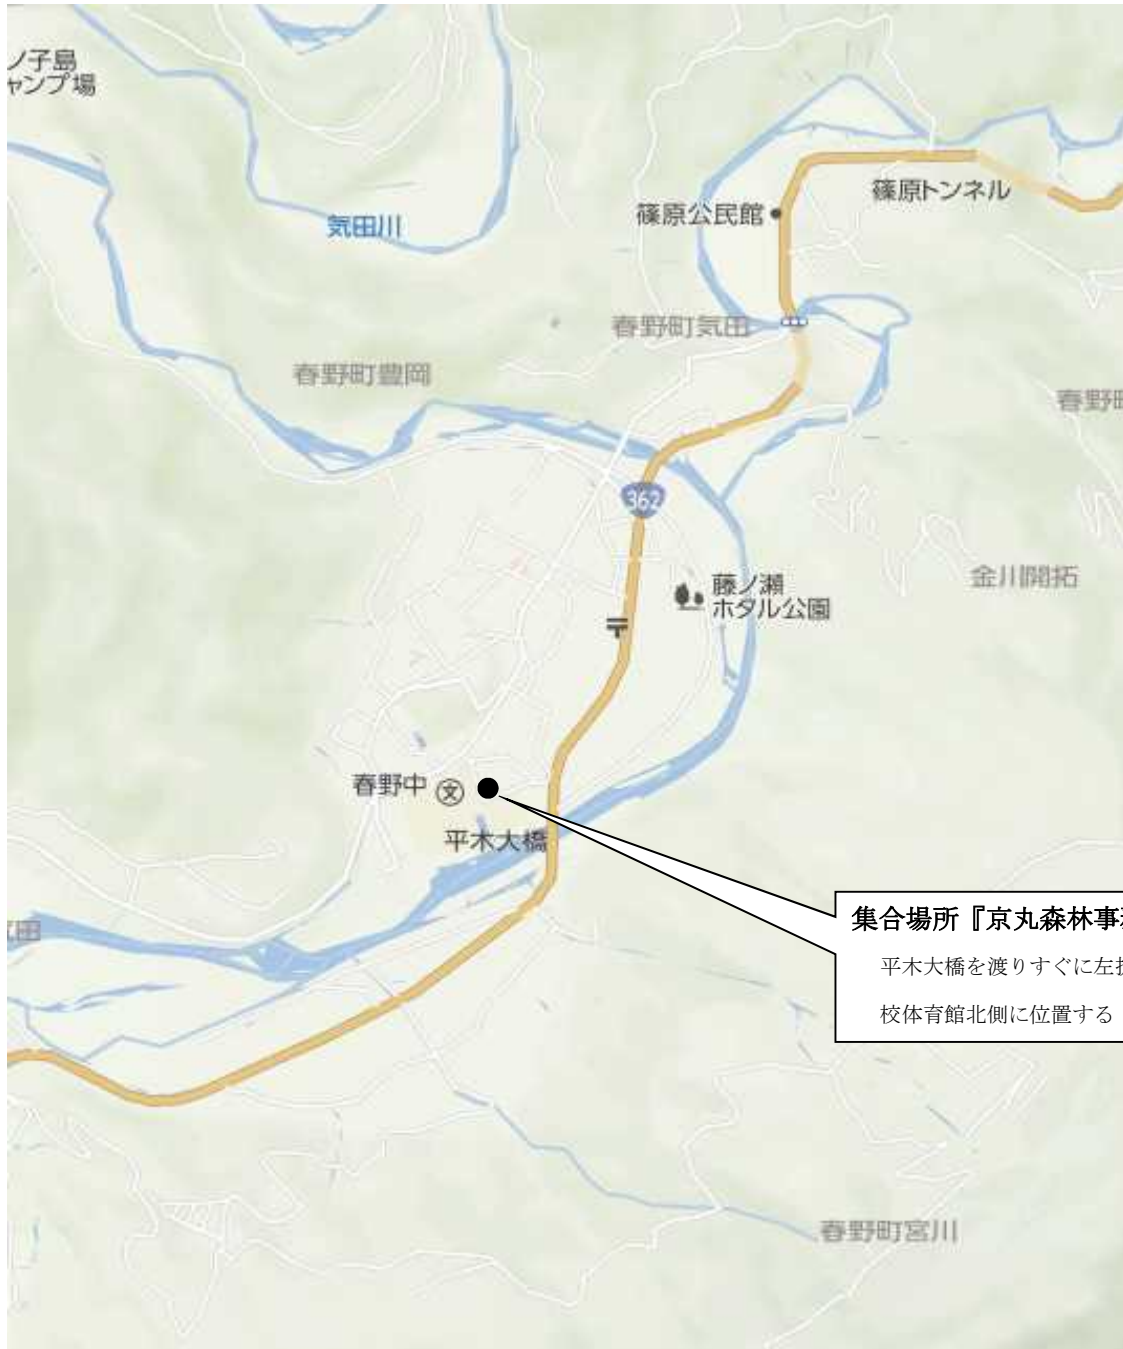 ノ子島
ャンプ場
篠原トンネル
篠原公民館
気田川
春野町気田
春野町豊岡
春野町
362
金川開拓
藤ノ瀬
ホタル公園
春野中
文
平木大橋
集合場所『京丸森林事
気田
平木大橋を渡りすぐに左
校体育館北側に位置する
春野町宮川